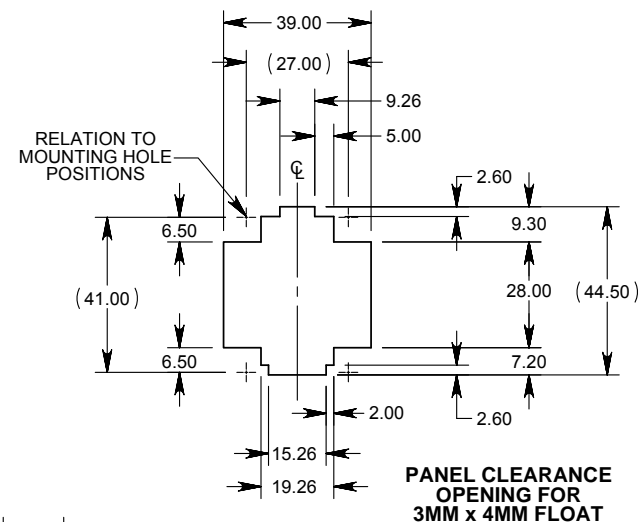 39.00
(27.00)
9.26
5.00
RELATION TO
MOUNTING HOLE
POSITIONS
℄
2.60
6.50
9.30
(41.00)
28.00
(44.50)
6.50
7.20
2.00
2.60
15.26
19.26
PANEL CLEARANCE
OPENING FOR
3MM x 4MM FLOAT